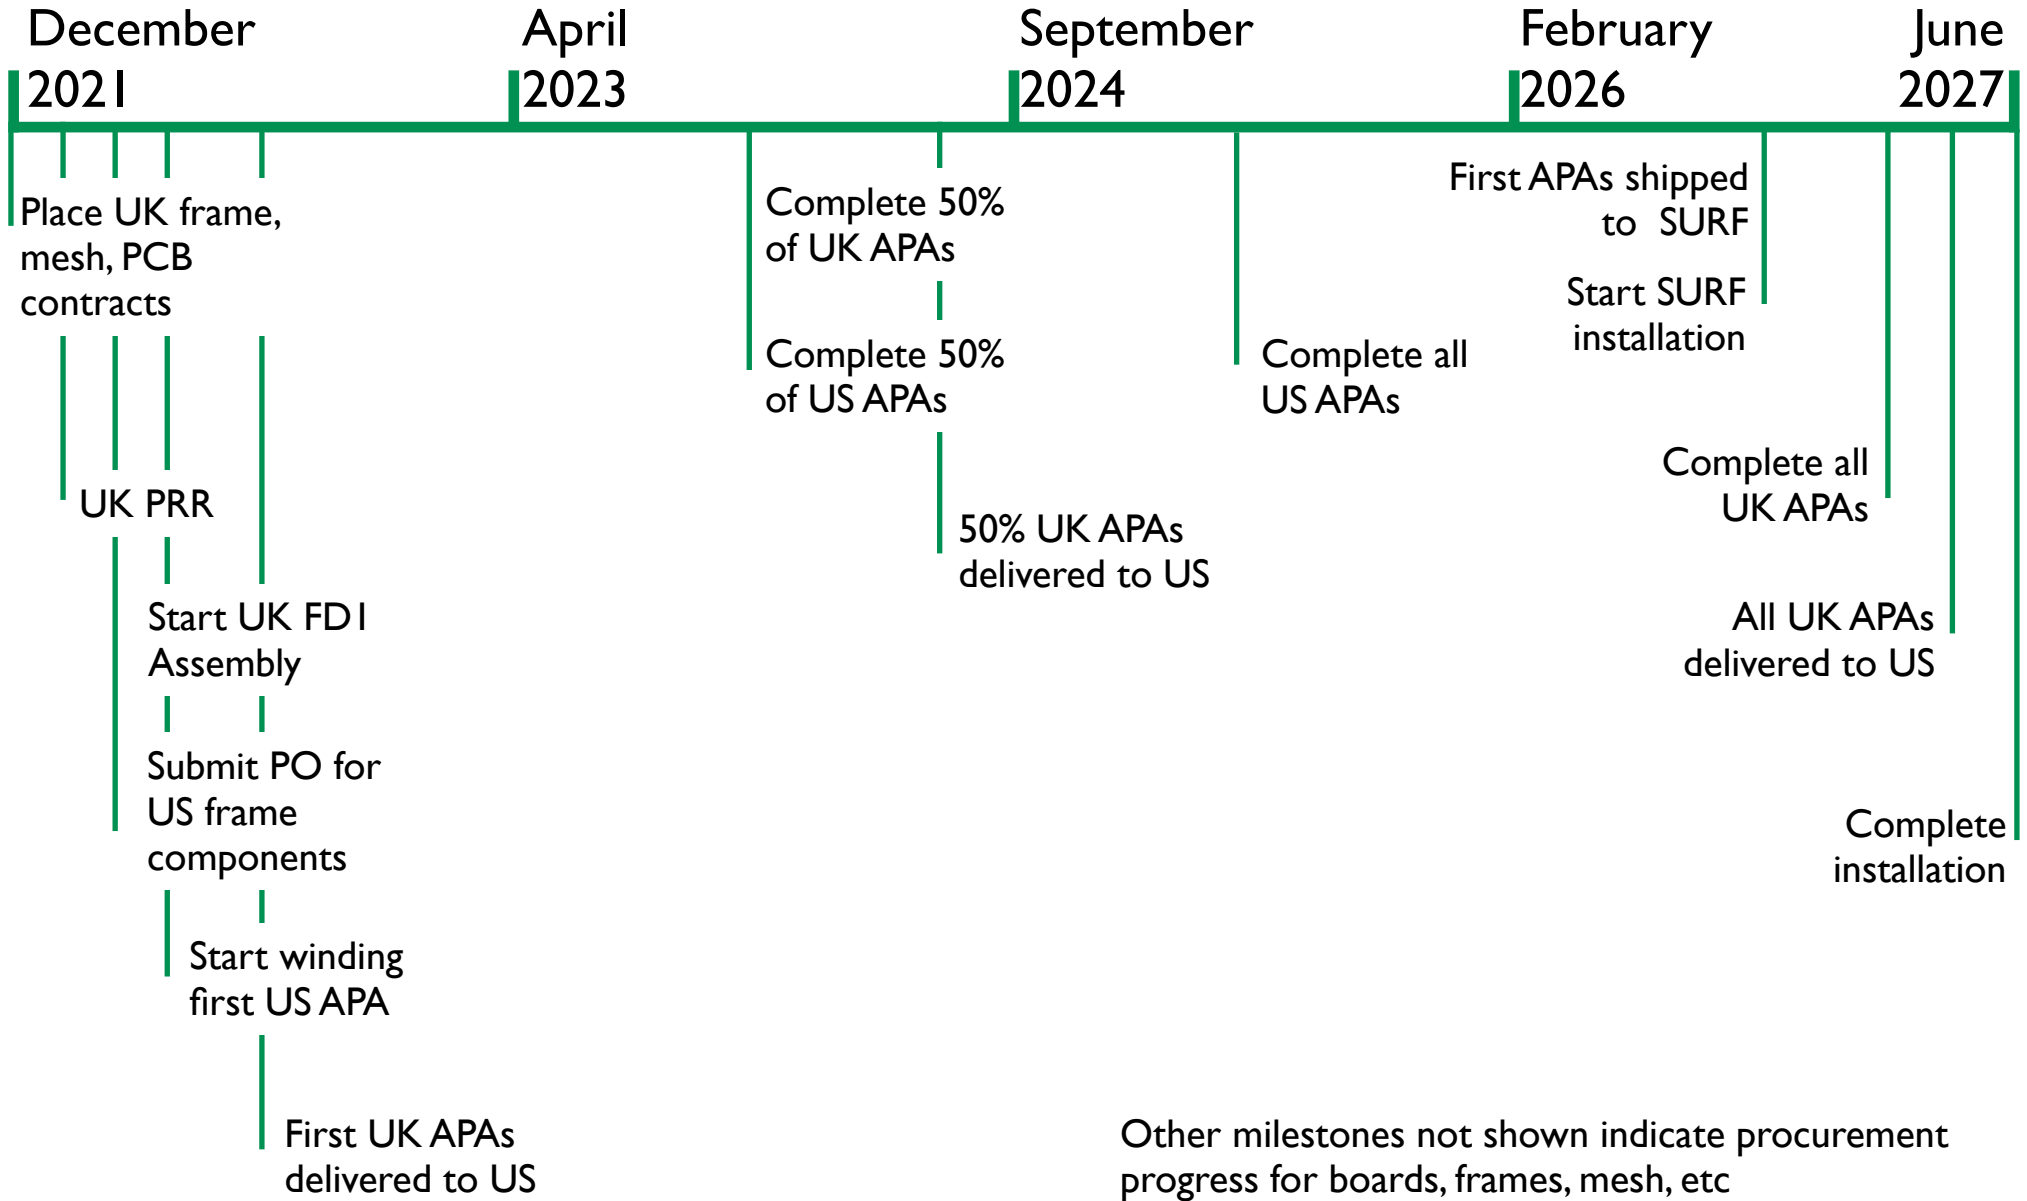 December
2021
April
2023
September
2024
February
2026
June
2027
Place UK frame,
mesh, PCB
contracts
UK PRR
Start UK FD1
Assembly
Submit PO for
US frame
components
Start winding
first US APA
First UK APAs
delivered to US
Complete 50%
of UK APAs
Complete 50%
of US APAs
50% UK APAs
delivered to US
Complete all
US APAs
First APAs shipped
to SURF
Start SURF
installation
Complete all
UK APAs
All UK APAs
delivered to US
Complete
installation
Other milestones not shown indicate procurement
progress for boards, frames, mesh, etc